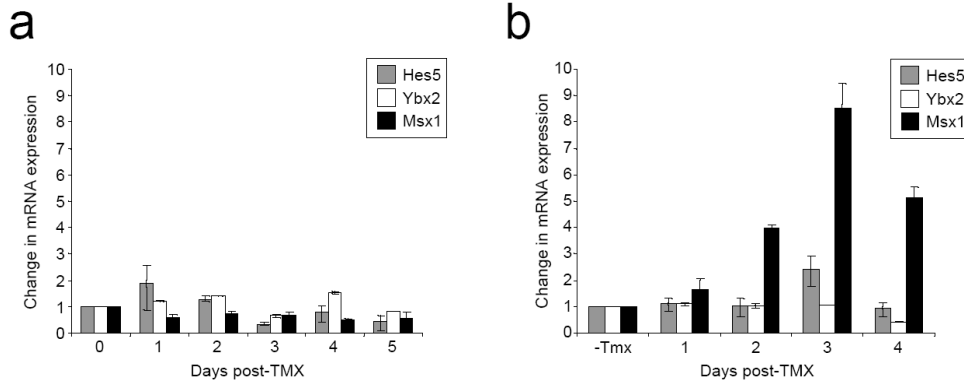 a
10
9
8
7
6
5
4
3
2
1
0
Change in mRNA expression
Hes5
Ybx2
Msx1
0 1 2 3 4 5
Days post-TMX
b
10
9
8
7
6
5
4
3
2
1
0
Change in mRNA expression
Hes5
Ybx2
Msx1
-Tmx 1 2 3 4
Days post-TMX